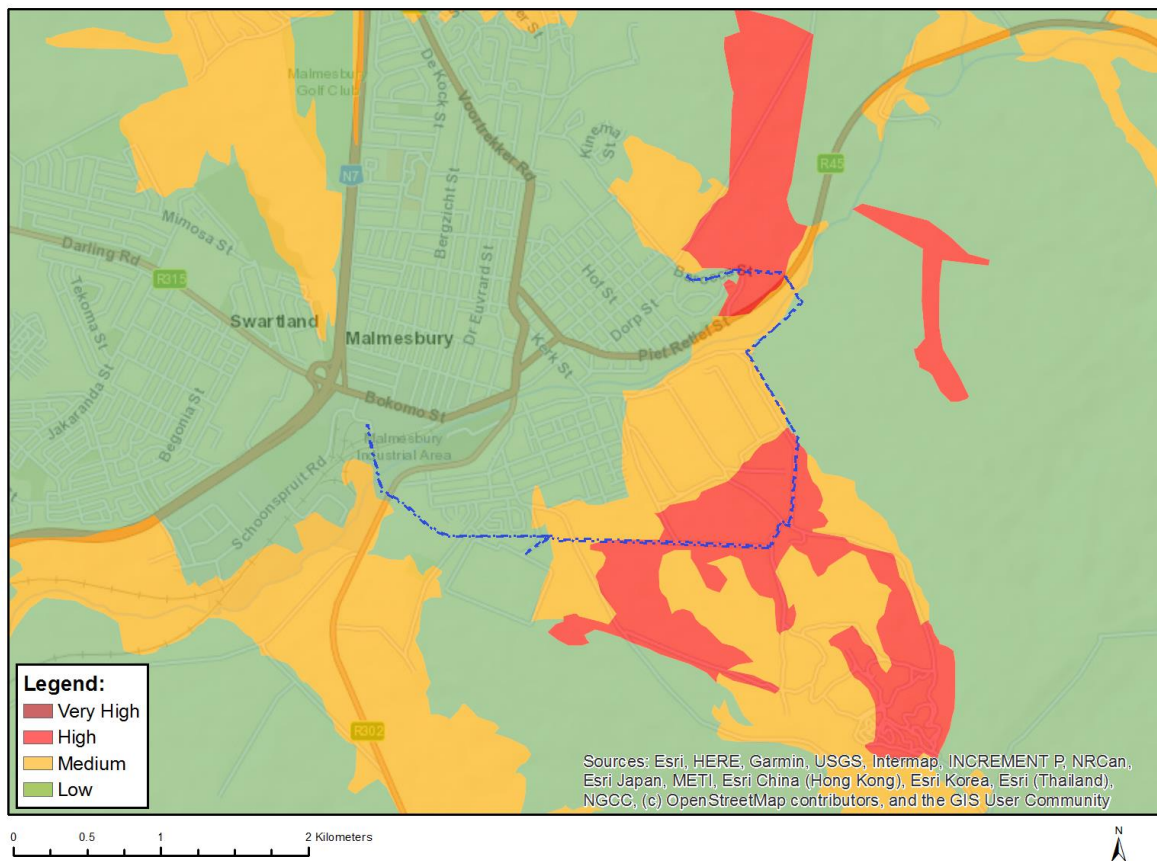 Malmesbury
Golf Club
De Kock St
Voortrekker Rd
Kinema
St
R45
N7
Bergzicht St
Mimosa St
Darling Rd
R315
Tekoma St
Swartland
Malmesbury
Dr Euvrard St
Hof St
Dorp St
St
Kerk St
Piet Retief St
Jakaranda St
Begonia St
Bokomo St
Malmesbury
Industrial Area
Schoonspruit Rd
R302
Legend:
Very High
High
Medium
Low
Sources: Esri, HERE, Garmin, USGS, Intermap, INCREMENT P, NRCan,
Esri Japan, METI, Esri China (Hong Kong), Esri Korea, Esri (Thailand),
NGCC, (c) OpenStreetMap contributors, and the GIS User Community
0 0.5 1 2 Kilometers
N